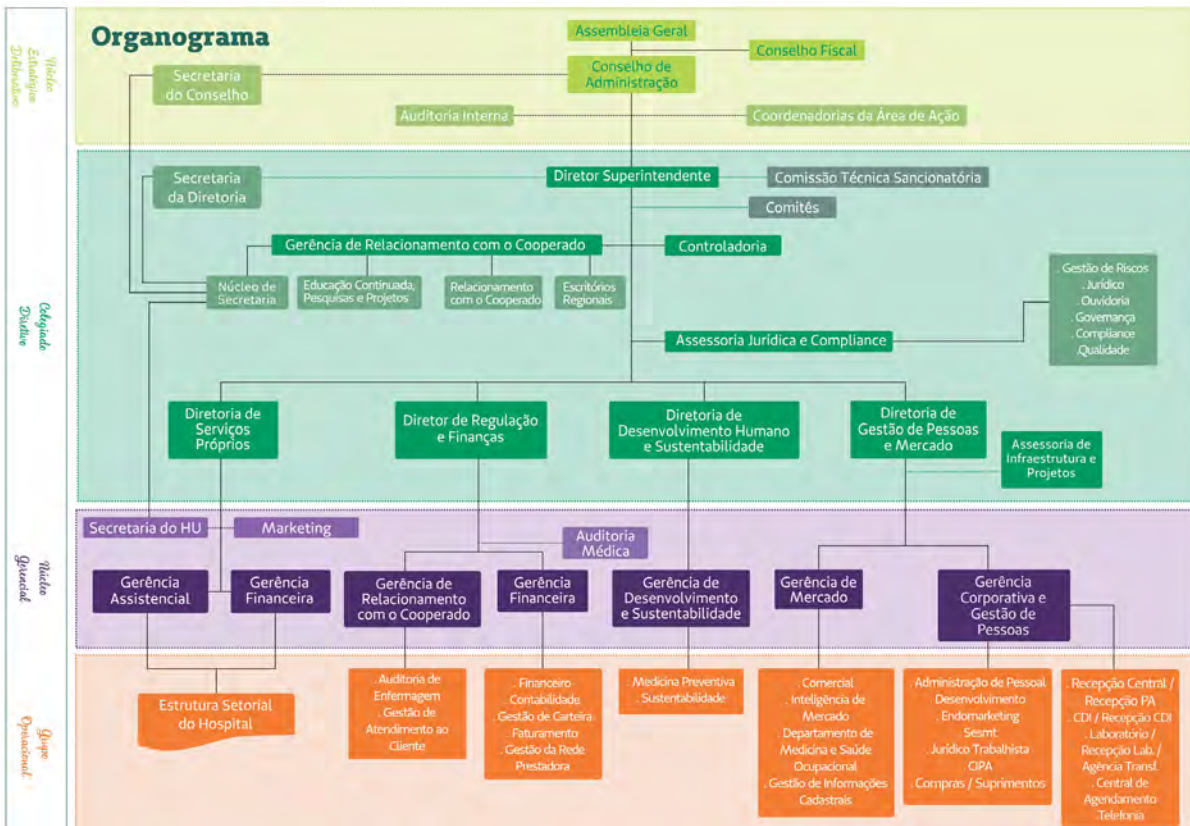 Organograma
Núcleo
Estratégico
Deliberativo
Assembleia Geral
Conselho Fiscal
Conselho de
Administração
Secretaria
do Conselho
Auditoria Interna
Coordenadorias da Área de Ação
Colegiado
Diretivo
Secretaria
da Diretoria
Diretor Superintendente
Comissão Técnica Sancionatória
Comitês
Gerência de Relacionamento com o Cooperado
Controladoria
Núcleo de
Secretaria
Educação Continuada,
Pesquisas e Projetos
Relacionamento
com o Cooperado
Escritórios
Regionais
. Gestão de Riscos
. Jurídico
. Ouvidoria
. Governança
. Compliance
. Qualidade
Assessoria Jurídica e Compliance
Diretoria de
Serviços
Próprios
Diretor de Regulação
e Finanças
Diretoria de
Desenvolvimento Humano
e Sustentabilidade
Diretoria de
Gestão de Pessoas
e Mercado
Assessoria de
Infraestrutura e
Projetos
Núcleo
Gerencial
Secretaria do HU
Marketing
Auditoria
Médica
Gerência
Assistencial
Gerência
Financeira
Gerência de
Relacionamento
com o Cooperado
Gerência
Financeira
Gerência de
Desenvolvimento
e Sustentabilidade
Gerência de
Mercado
Gerência
Corporativa e
Gestão de
Pessoas
Grupo
Operacional
Estrutura Setorial
do Hospital
. Auditoria de
Enfermagem
. Gestão de
Atendimento ao
Cliente
. Financeiro
Contabilidade
. Gestão de Carteira
Faturamento
. Gestão da Rede
Prestadora
. Medicina Preventiva
. Sustentabilidade
. Comercial
. Inteligência de
Mercado
. Departamento de
Medicina e Saúde
Ocupacional
. Gestão de Informações
Cadastrais
. Administração de Pessoal
Desenvolvimento
. Endomarketing
Sesmt
. Jurídico Trabalhista
. CIPA
. Compras / Suprimentos
. Recepção Central /
Recepção PA
. CDI / Recepção CDI
. Laboratório /
Recepção Lab. /
Agência Transf.
. Central de
Agendamento
. Telefonia